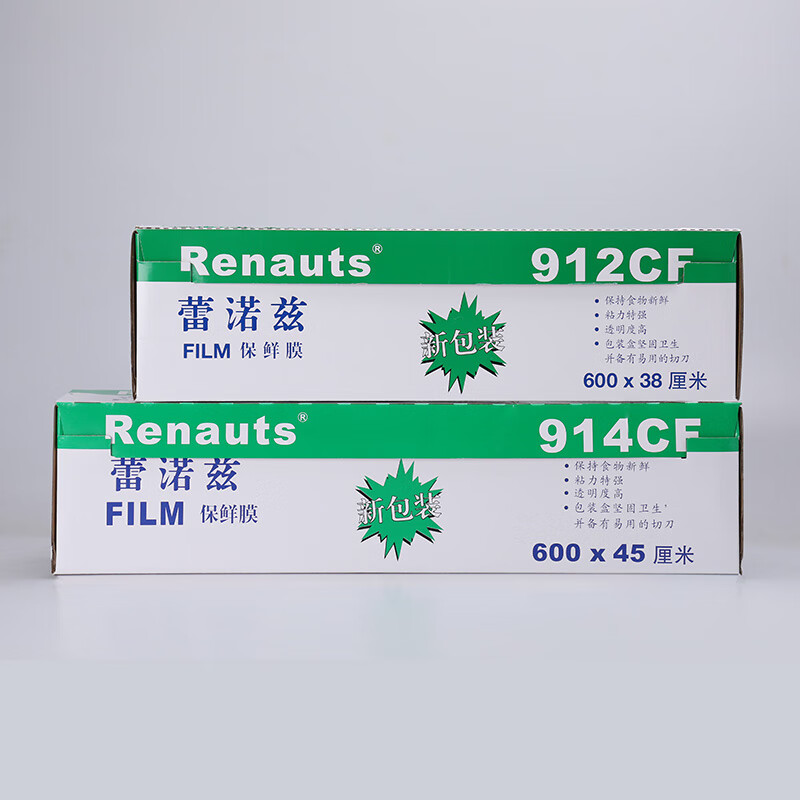 Renauts®
912CF
蕾诺兹
FILM 保鲜膜
新包装
• 保持食物新鲜
• 粘力特强
• 透明度高
• 包装盒坚固卫生
并备有易用的切刀
600 x 38 厘米
Renauts®
914CF
蕾诺兹
FILM 保鲜膜
新包装
• 保持食物新鲜
• 粘力特强
• 透明度高
• 包装盒坚固卫生
并备有易用的切刀
600 x 45 厘米